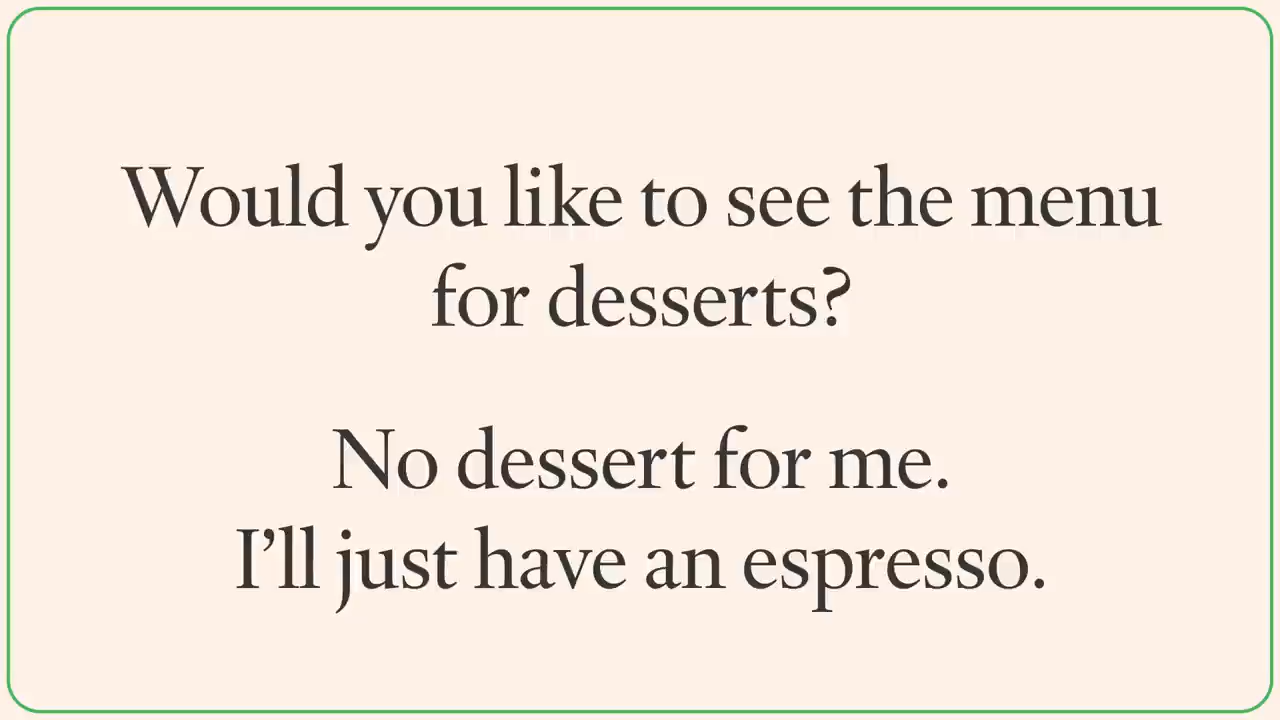 Would you like to see the menu
for desserts?
No dessert for me.
I’ll just have an espresso.